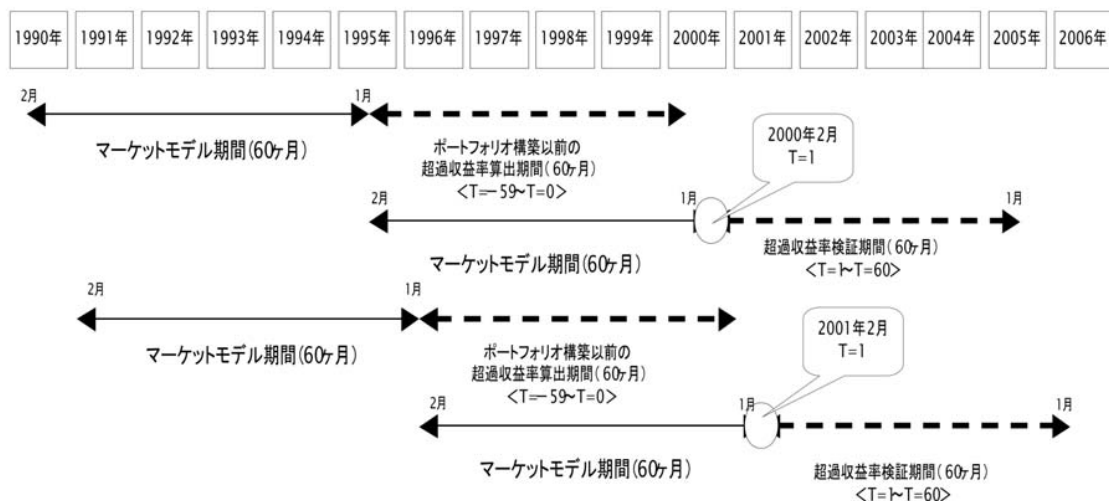 1990年 1991年 1992年 1993年 1994年 1995年 1996年 1997年 1998年 1999年 2000年 2001年 2002年 2003年 2004年 2005年 2006年
2月 1月
マーケットモデル期間(60ヶ月)
ポートフォリオ構築以前の
超過収益率算出期間(60ヶ月)
<T=-59~T=0>
2000年2月
T=1
2月 1月 1月
マーケットモデル期間(60ヶ月)
超過収益率検証期間(60ヶ月)
<T=1~T=60>
2月 1月
マーケットモデル期間(60ヶ月)
ポートフォリオ構築以前の
超過収益率算出期間(60ヶ月)
<T=-59~T=0>
2001年2月
T=1
2月 1月 1月
マーケットモデル期間(60ヶ月)
超過収益率検証期間(60ヶ月)
<T=1~T=60>